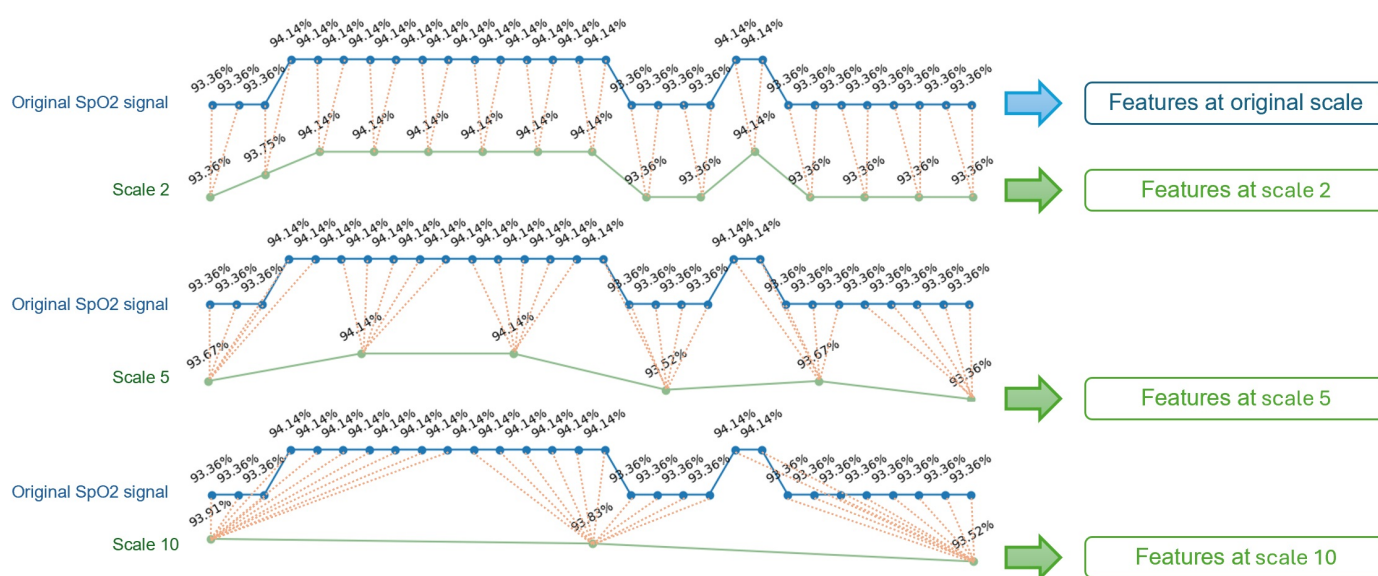 94.14% 94.14% 94.14% 94.14% 94.14% 94.14% 94.14% 94.14% 94.14% 94.14% 94.14% 94.14% 94.14% 94.14% 94.14%
93.36% 93.36% 93.36% 93.36% 93.36% 93.36% 93.36% 93.36% 93.36% 93.36% 93.36% 93.36% 93.36% 93.36% 93.36%
Original SpO2 signal
Features at original scale
93.36% 93.75% 94.14% 94.14% 94.14% 94.14% 94.14% 94.14% 93.36% 93.36% 94.14% 93.36% 93.36% 93.36% 93.36%
Scale 2
Features at scale 2
94.14% 94.14% 94.14% 94.14% 94.14% 94.14% 94.14% 94.14% 94.14% 94.14% 94.14% 94.14% 94.14% 94.14% 94.14%
93.36% 93.36% 93.36% 93.36% 93.36% 93.36% 93.36% 93.36% 93.36% 93.36% 93.36% 93.36% 93.36% 93.36% 93.36%
Original SpO2 signal
93.67% 94.14% 94.14% 93.52% 93.67% 93.36%
Scale 5
Features at scale 5
94.14% 94.14% 94.14% 94.14% 94.14% 94.14% 94.14% 94.14% 94.14% 94.14% 94.14% 94.14% 94.14% 94.14% 94.14%
93.36% 93.36% 93.36% 93.36% 93.36% 93.36% 93.36% 93.36% 93.36% 93.36% 93.36% 93.36% 93.36% 93.36% 93.36%
Original SpO2 signal
93.91% 93.83% 93.52%
Scale 10
Features at scale 10